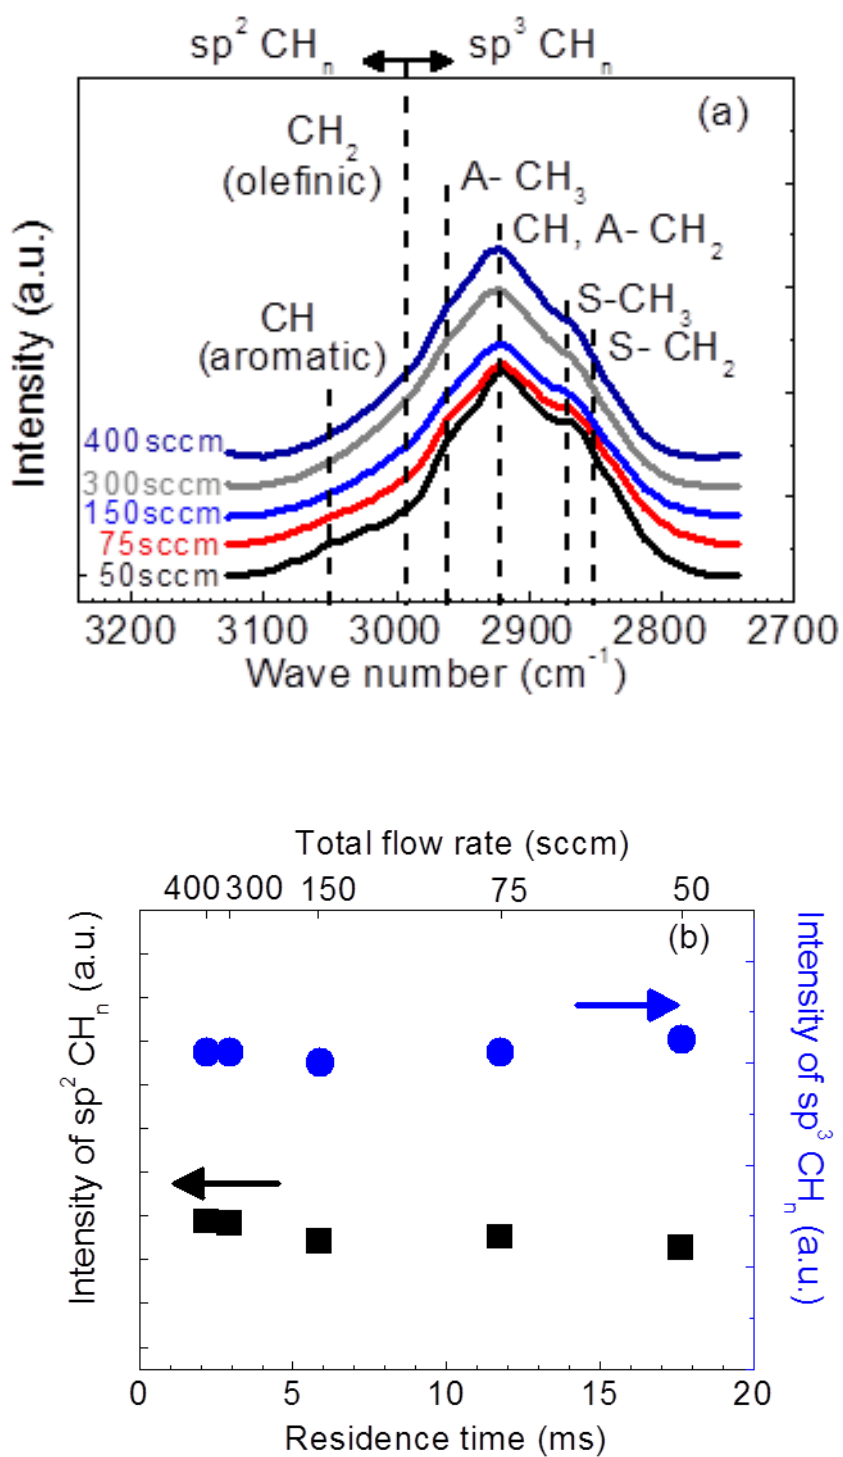 sp² CHₙ sp³ CHₙ
(a)
CH₂
(olefinic)
A- CH₃
CH, A- CH₂
S-CH₃
CH
(aromatic)
S- CH₂
Intensity (a.u.)
400sccm
300sccm
150sccm
75sccm
50sccm
3200 3100 3000 2900 2800 2700
Wave number (cm⁻¹)
Total flow rate (sccm)
400 300 150 75 50
(b)
Intensity of sp² CHₙ (a.u.)
Intensity of sp³ CHₙ (a.u.)
0 5 10 15 20
Residence time (ms)